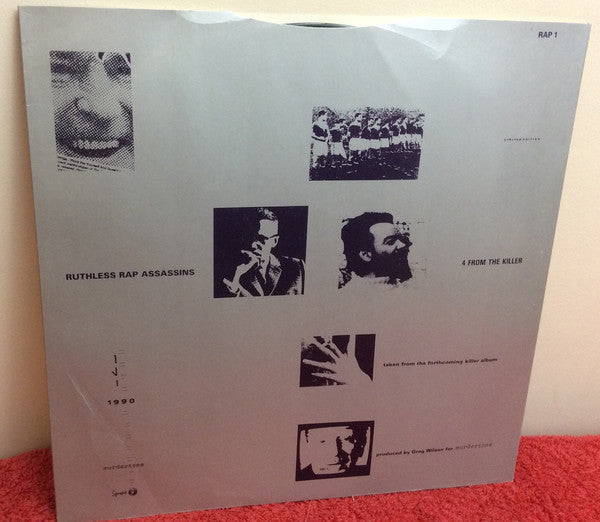 RAP 1
LIMITED EDITION
RUTHLESS RAP ASSASSINS
4 FROM THE KILLER
taken from the forthcoming killer album
1990
produced by Greg Wilson for murdertone
murdertone